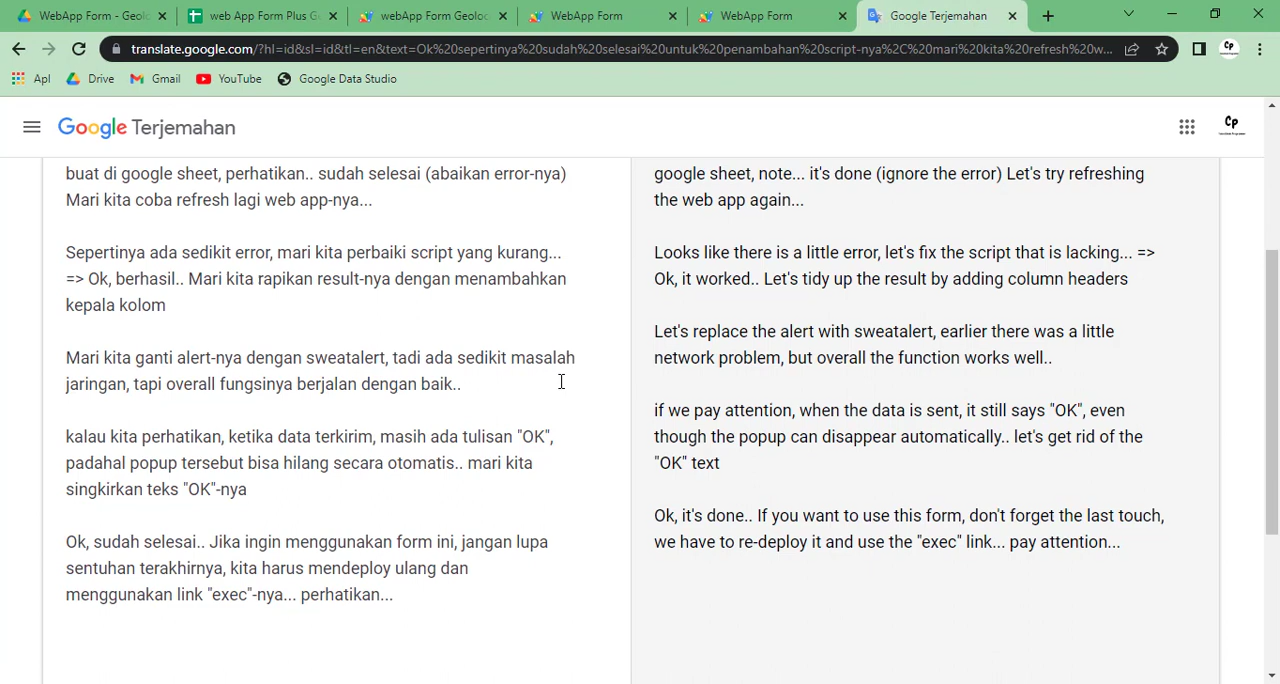 WebApp Form - Geolo
web App Form Plus G
webApp Form Geoloc
WebApp Form
WebApp Form
Google Terjemahan
translate.google.com/?hl=id&sl=id&tl=en&text=Ok%20sepertinya%20sudah%20selesai%20untuk%20penambahan%20script-nya%2C%20mari%20kita%20refresh%20w...
Apl
Drive
Gmail
YouTube
Google Data Studio
Google Terjemahan
buat di google sheet, perhatikan.. sudah selesai (abaikan error-nya)
Mari kita coba refresh lagi web app-nya...
Sepertinya ada sedikit error, mari kita perbaiki script yang kurang...
=> Ok, berhasil.. Mari kita rapikan result-nya dengan menambahkan
kepala kolom
Mari kita ganti alert-nya dengan sweatalert, tadi ada sedikit masalah
jaringan, tapi overall fungsinya berjalan dengan baik..
kalau kita perhatikan, ketika data terkirim, masih ada tulisan "OK",
padahal popup tersebut bisa hilang secara otomatis.. mari kita
singkirkan teks "OK"-nya
Ok, sudah selesai.. Jika ingin menggunakan form ini, jangan lupa
sentuhan terakhirnya, kita harus mendeploy ulang dan
menggunakan link "exec"-nya... perhatikan...
google sheet, note... it's done (ignore the error) Let's try refreshing
the web app again...
Looks like there is a little error, let's fix the script that is lacking... =>
Ok, it worked.. Let's tidy up the result by adding column headers
Let's replace the alert with sweatalert, earlier there was a little
network problem, but overall the function works well..
if we pay attention, when the data is sent, it still says "OK", even
though the popup can disappear automatically.. let's get rid of the
"OK" text
Ok, it's done.. If you want to use this form, don't forget the last touch,
we have to re-deploy it and use the "exec" link... pay attention...